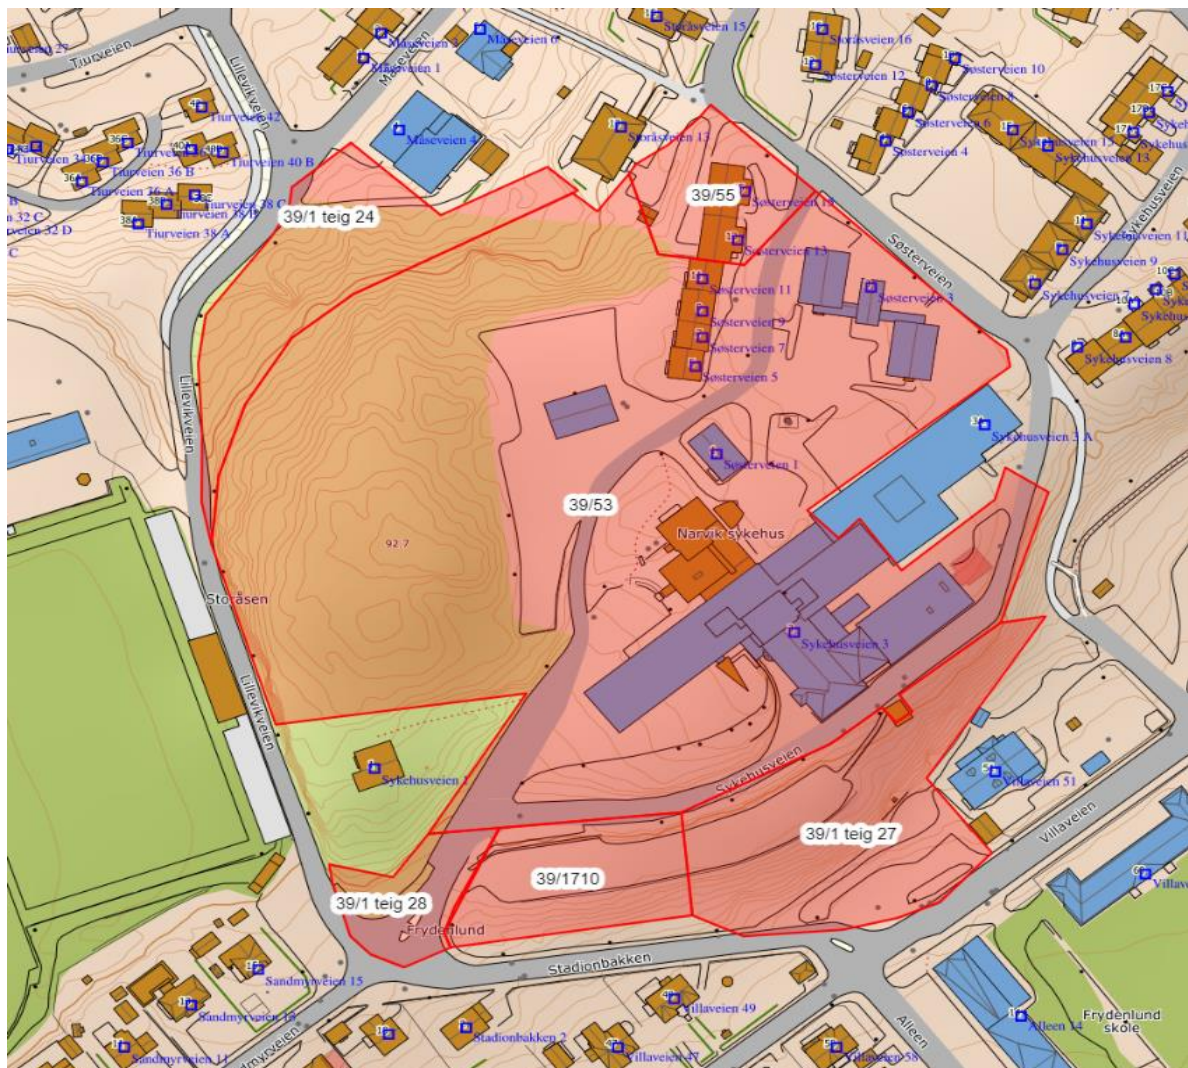 Måseveien 3
Måseveien 6
Storåsveien 15
Storåsveien 16
Tiurveien
Måseveien 1
Måseveien
Søsterveien 12
Søsterveien 10
Lillevikveien
Søsterveien 8
Tiurveien 42
Måseveien 4
Storåsveien 13
Søsterveien 6
Søsterveien 4
Sykehusveien 15
Sykehusveien 13
Tiurveien 40 B
Tiurveien 36 B
Tiurveien 36 A
Tiurveien 38 C
Tiurveien 38 A
39/1 teig 24
39/55
Søsterveien 13
Søsterveien
Sykehusveien 11
Sykehusveien 9
Sykehusveien 7
Søsterveien 11
Søsterveien 3
Søsterveien 9
Søsterveien 7
Sykehusveien 8
Søsterveien 5
Lillevikveien
Sykehusveien 3 A
Søsterveien 1
39/53
Narvik sykehus
92.7
Storåsen
Sykehusveien 3
Lillevikveien
Sykehusveien 1
Sykehusveien
Villaveien 51
39/1 teig 27
Villaveien
39/1710
39/1 teig 28
Frydenlund
Stadionbakken
Sandmyrveien 15
Sandmyrveien 13
Villaveien 49
Alleen 14
Frydenlund
skole
Alleen
Stadionbakken 2
Sandmyrveien 11
Villaveien 47
Villaveien 58